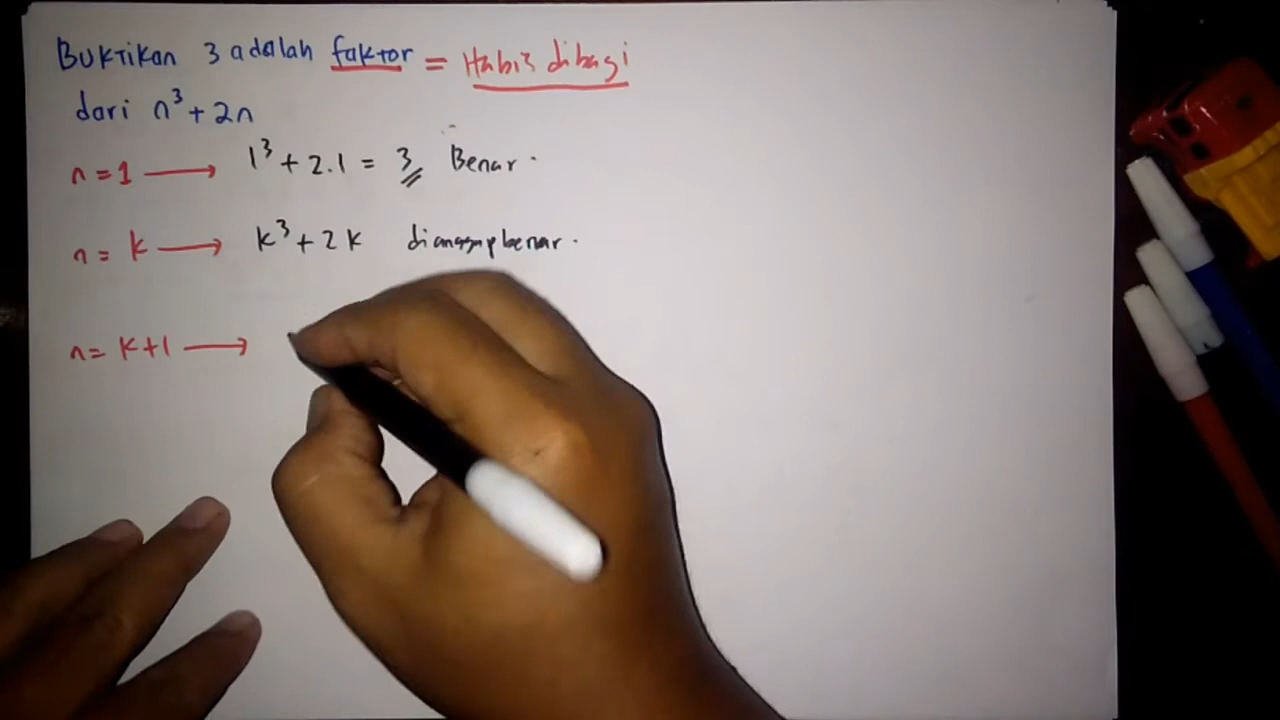 Buktikan 3 adalah faktor = Habis dibagi
dari n³ + 2n
n = 1 → 1³ + 2.1 = 3 Benar.
n = k → k³ + 2k dianggap benar.
n = k+1 →